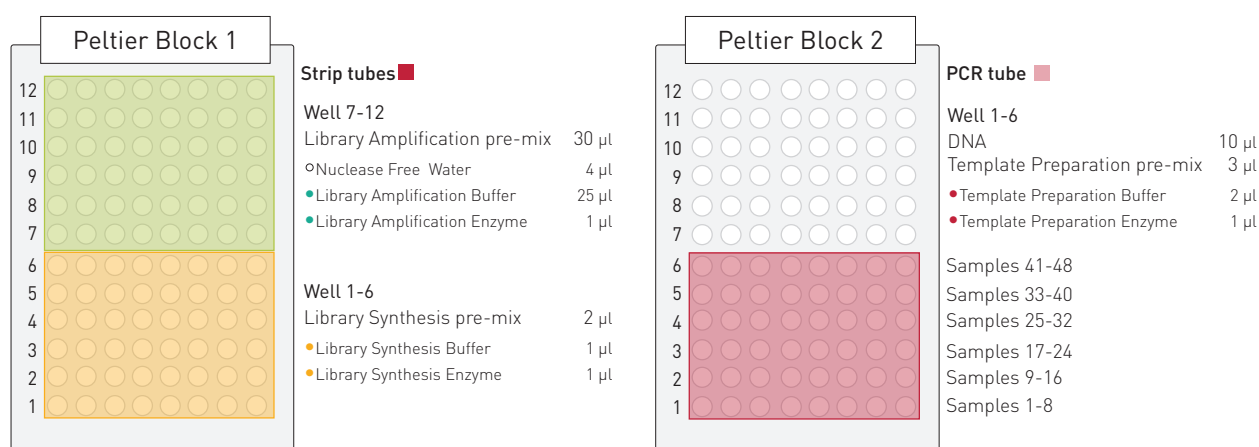 Peltier Block 1
12
11
10
9
8
7
6
5
4
3
2
1
Strip tubes
Well 7-12
Library Amplification pre-mix 30 µl
Nuclease Free Water 4 µl
Library Amplification Buffer 25 µl
Library Amplification Enzyme 1 µl
Well 1-6
Library Synthesis pre-mix 2 µl
Library Synthesis Buffer 1 µl
Library Synthesis Enzyme 1 µl
Peltier Block 2
12
11
10
9
8
7
6
5
4
3
2
1
PCR tube
Well 1-6
DNA 10 µl
Template Preparation pre-mix 3 µl
Template Preparation Buffer 2 µl
Template Preparation Enzyme 1 µl
Samples 41-48
Samples 33-40
Samples 25-32
Samples 17-24
Samples 9-16
Samples 1-8